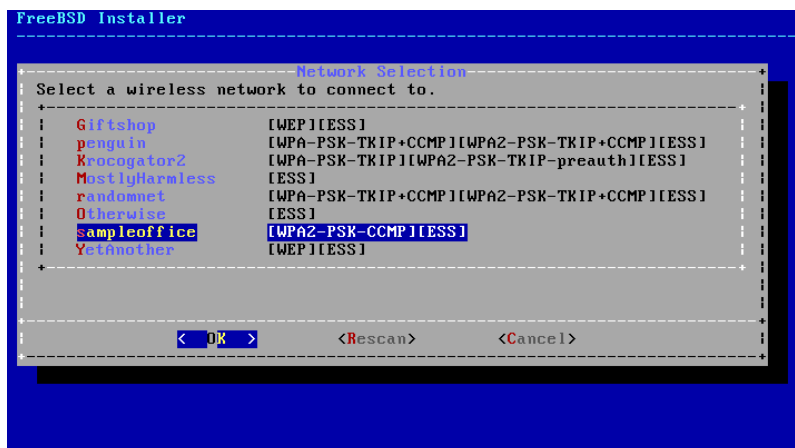 FreeBSD Installer
Network Selection
Select a wireless network to connect to.
Giftshop [WEP][ESS]
penguin [WPA-PSK-TKIP+CCMP][WPA2-PSK-TKIP+CCMP][ESS]
Krocogator2 [WPA-PSK-TKIP][WPA2-PSK-TKIP-preauth][ESS]
MostlyHarmless [ESS]
randomnet [WPA-PSK-TKIP+CCMP][WPA2-PSK-TKIP+CCMP][ESS]
Otherwise [ESS]
sampleoffice [WPA2-PSK-CCMP][ESS]
YetAnother [WEP][ESS]
< OK > <Rescan> <Cancel>